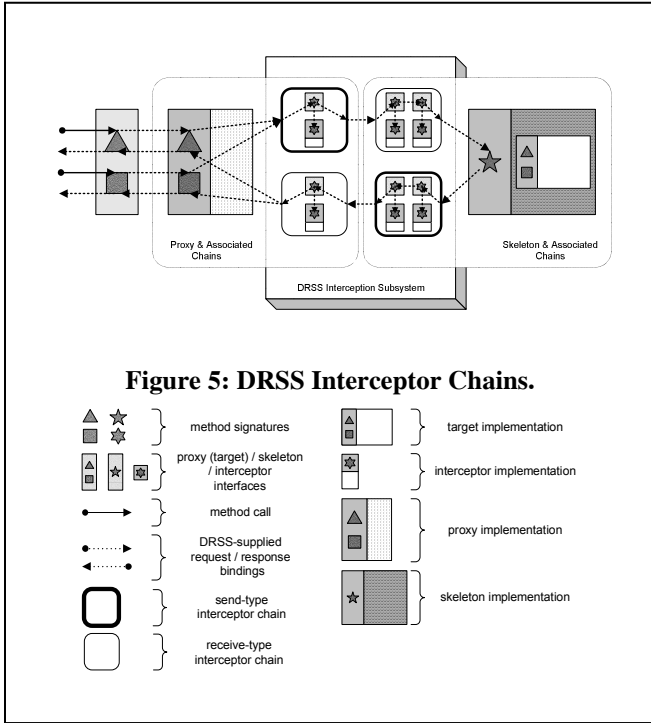 Proxy & Associated
Chains
Skeleton & Associated
Chains
DRSS Interception Subsystem
Figure 5: DRSS Interceptor Chains.
method signatures
proxy (target) / skeleton
/ interceptor
interfaces
method call
DRSS-supplied
request / response
bindings
send-type
interceptor chain
receive-type
interceptor chain
target implementation
interceptor implementation
proxy implementation
skeleton implementation